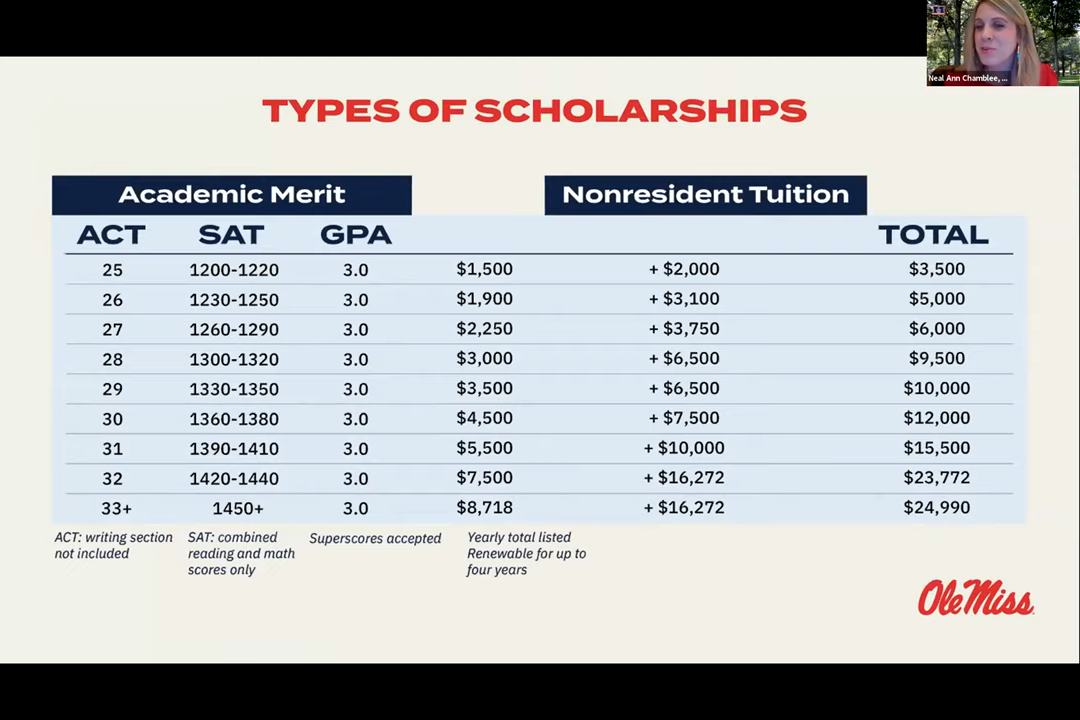 Neal Ann Chamblee, ...
TYPES OF SCHOLARSHIPS
Academic Merit Nonresident Tuition
ACT SAT GPA TOTAL
25 1200-1220 3.0 $1,500 + $2,000 $3,500
26 1230-1250 3.0 $1,900 + $3,100 $5,000
27 1260-1290 3.0 $2,250 + $3,750 $6,000
28 1300-1320 3.0 $3,000 + $6,500 $9,500
29 1330-1350 3.0 $3,500 + $6,500 $10,000
30 1360-1380 3.0 $4,500 + $7,500 $12,000
31 1390-1410 3.0 $5,500 + $10,000 $15,500
32 1420-1440 3.0 $7,500 + $16,272 $23,772
33+ 1450+ 3.0 $8,718 + $16,272 $24,990
ACT: writing section
not included
SAT: combined
reading and math
scores only
Superscores accepted
Yearly total listed
Renewable for up to
four years
Ole Miss